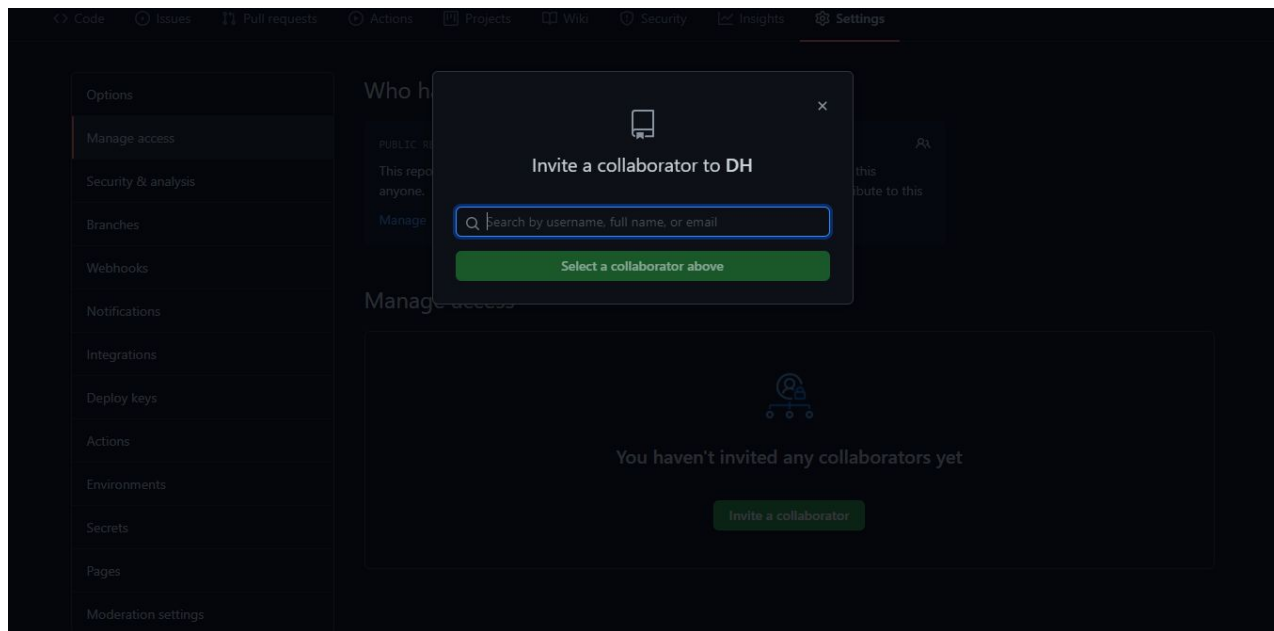 Code Issues Pull requests Actions Projects Wiki Security Insights Settings
Options
Manage access
Security & analysis
Branches
Webhooks
Notifications
Integrations
Deploy keys
Actions
Environments
Secrets
Pages
Moderation settings
Who
PUBLIC
This repo
anyone.
Manage
this
to this
Invite a collaborator to DH
Search by username, full name, or email
Select a collaborator above
Manage access
You haven't invited any collaborators yet
Invite a collaborator